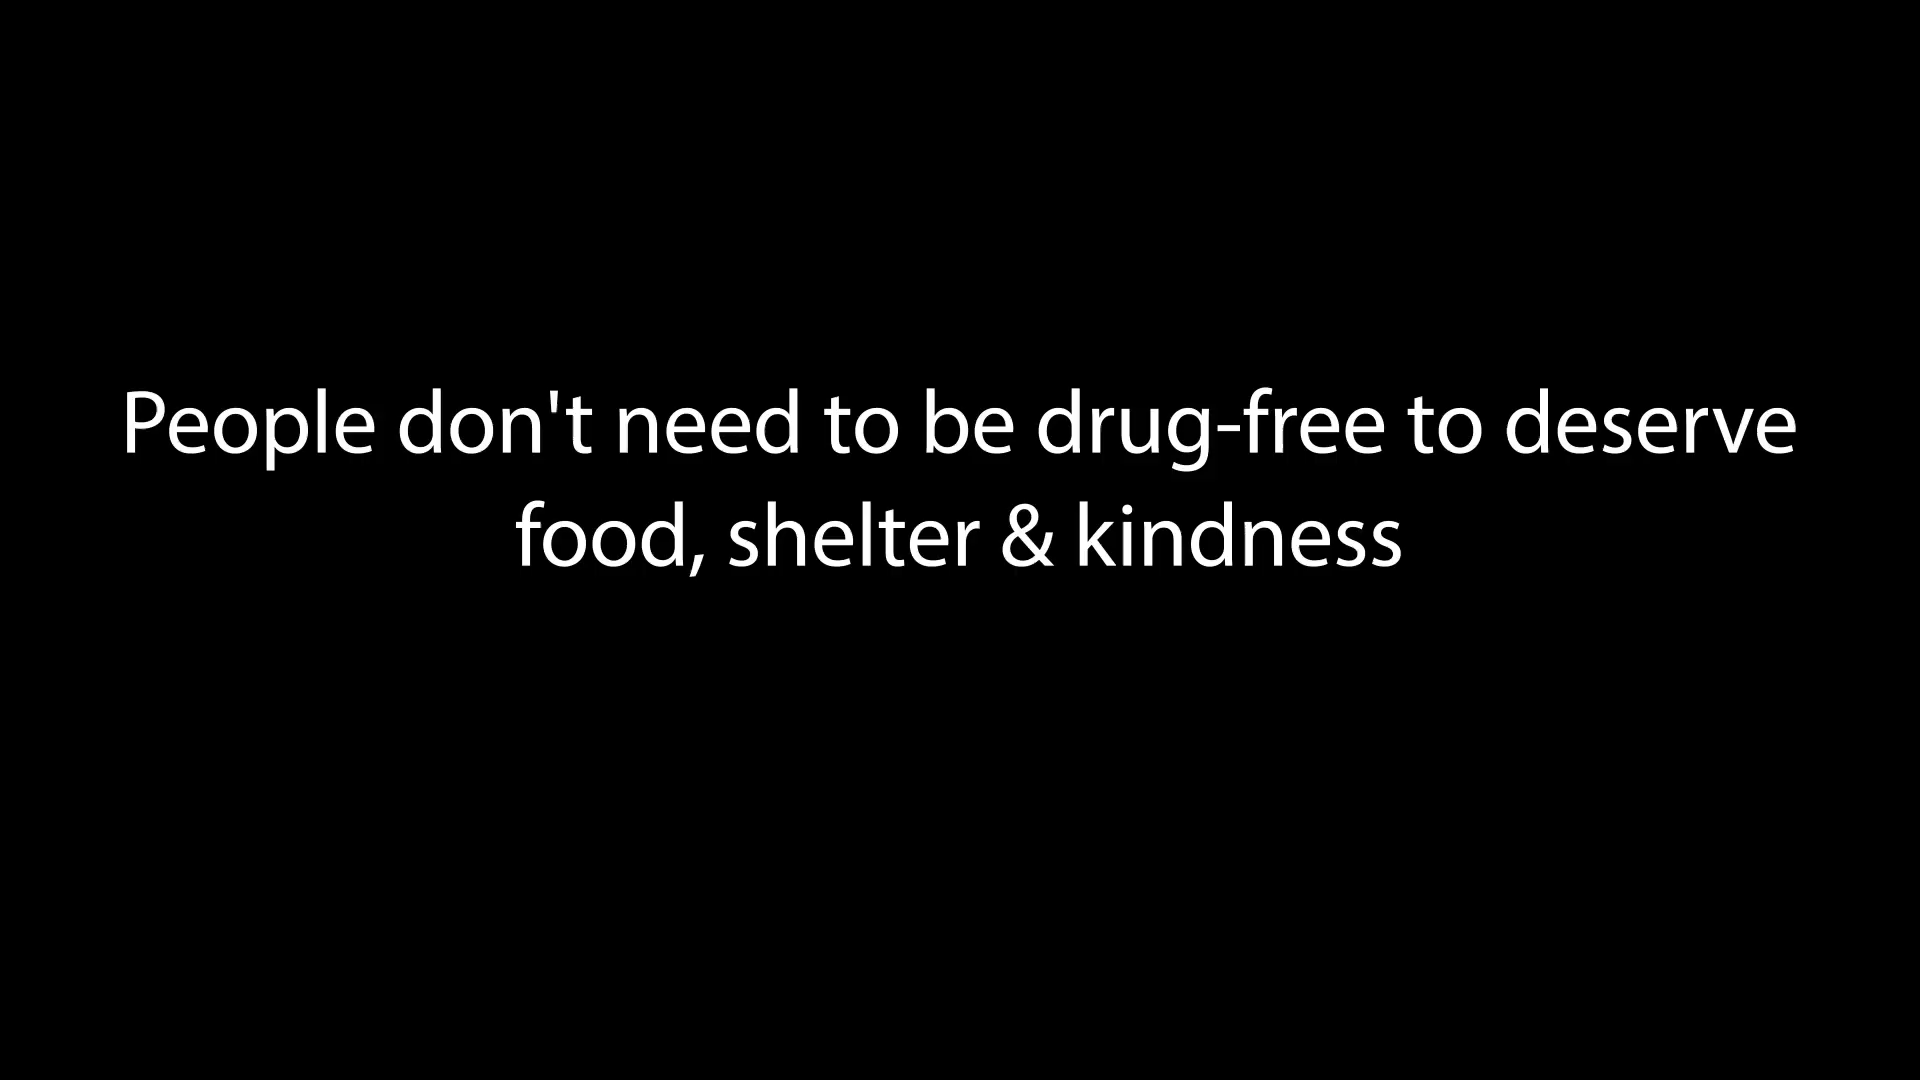 People don't need to be drug-free to deserve
food, shelter & kindness